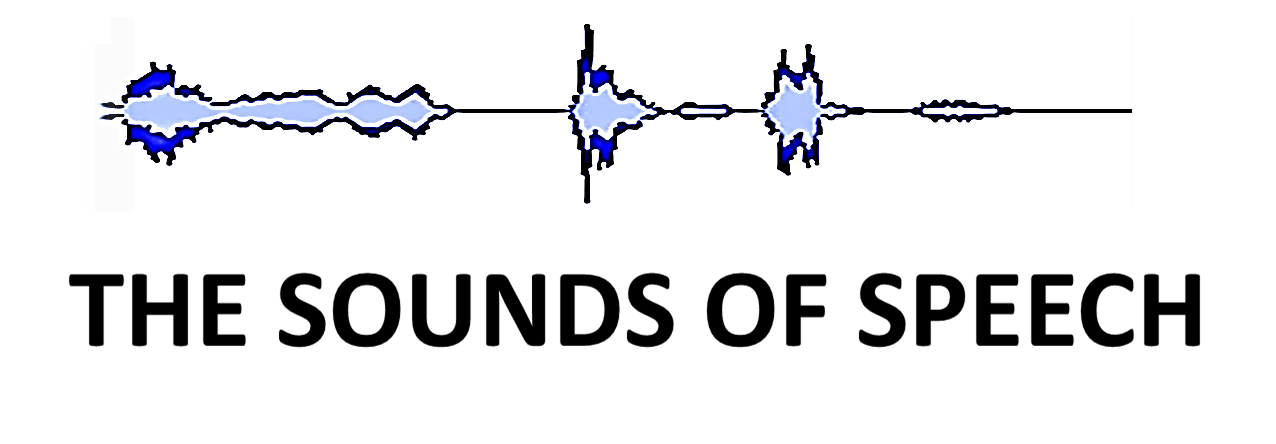 THE SOUNDS OF SPEECH